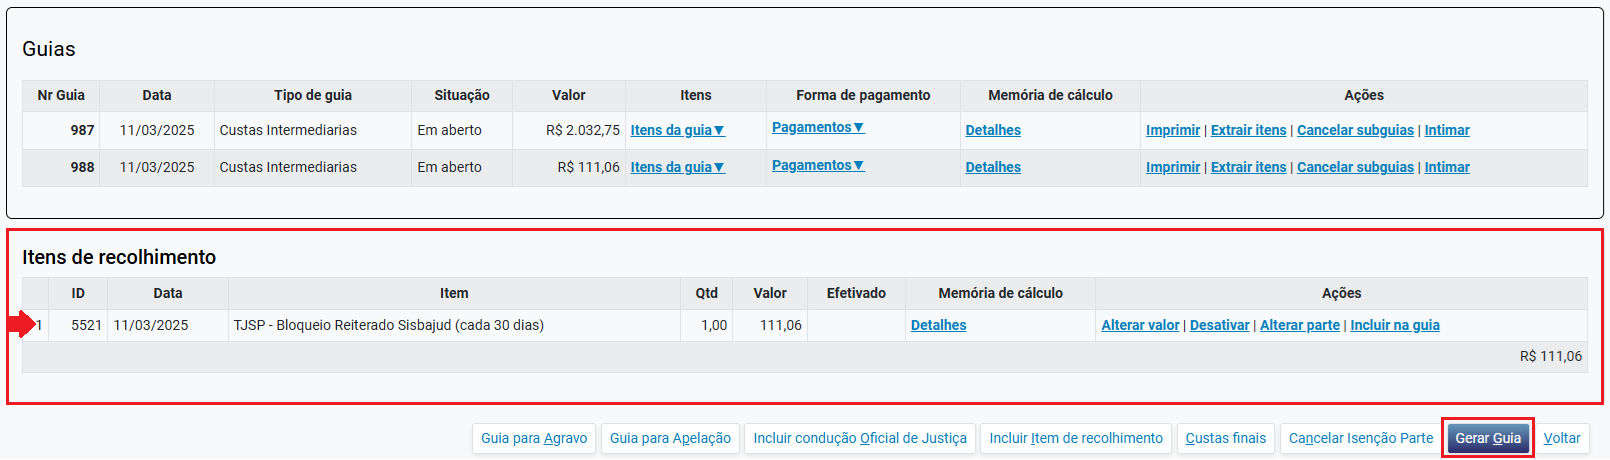 Guias
Nr Guia Data Tipo de guia Situação Valor Itens Forma de pagamento Memória de cálculo Ações
987 11/03/2025 Custas Intermediarias Em aberto R$ 2.032,75 Itens da guia▼ Pagamentos▼ Detalhes Imprimir | Extrair itens | Cancelar subguias | Intimar
988 11/03/2025 Custas Intermediarias Em aberto R$ 111,06 Itens da guia▼ Pagamentos▼ Detalhes Imprimir | Extrair itens | Cancelar subguias | Intimar
Itens de recolhimento
ID Data Item Qtd Valor Efetivado Memória de cálculo Ações
1 5521 11/03/2025 TJSP - Bloqueio Reiterado Sisbajud (cada 30 dias) 1,00 111,06 Detalhes Alterar valor | Desativar | Alterar parte | Incluir na guia
R$ 111,06
Guia para Agravo Guia para Apelação Incluir condução Oficial de Justiça Incluir Item de recolhimento Custas finais Cancelar Isenção Parte Gerar Guia Voltar